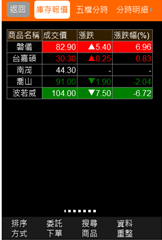 返回 庫存報價 五檔分時 分時明細
商品名稱 成交價 漲跌 漲跌幅(%)
聲儀 82.90 ▲5.40 6.96
台嘉碩 30.30 ▲0.25 0.83
南茂 44.30 - -
喬山 91.00 ▼1.90 -2.04
波若威 104.00 ▼7.50 -6.72
排序 委託 搜尋 資料
方式 下單 商品 重整